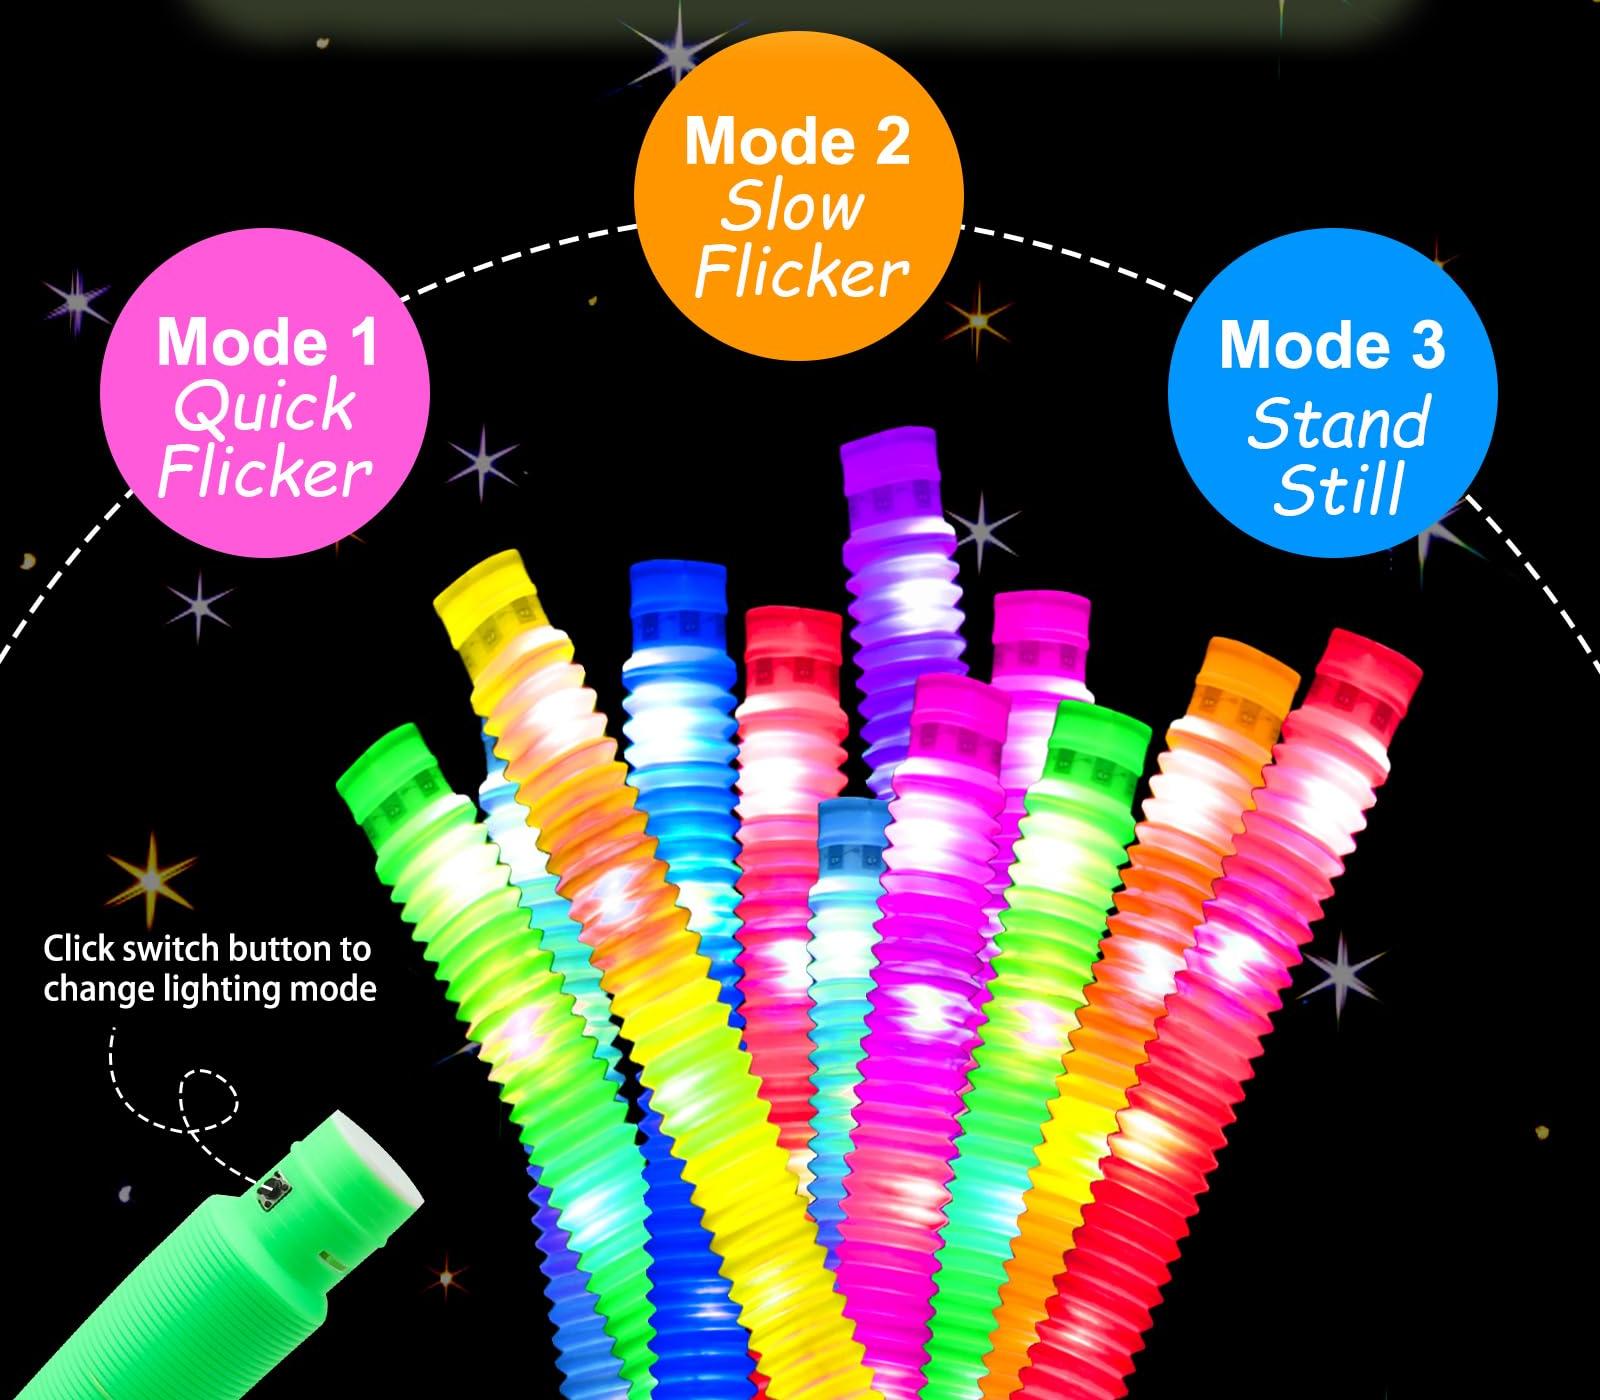 Mode 1
Quick
Flicker
Mode 2
Slow
Flicker
Mode 3
Stand
Still
Click switch button to
change lighting mode